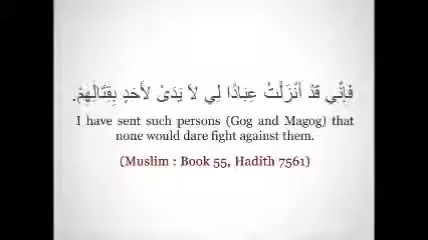 فَإِنِّي قَدْ أَنْزَلْتُ عِبَادًا لِي لاَ يَدَىْ لأَحَدٍ بِقِتَالِهِمْ.
I have sent such persons (Gog and Magog) that
none would dare fight against them.
(Muslim : Book 55, Hadith 7561)